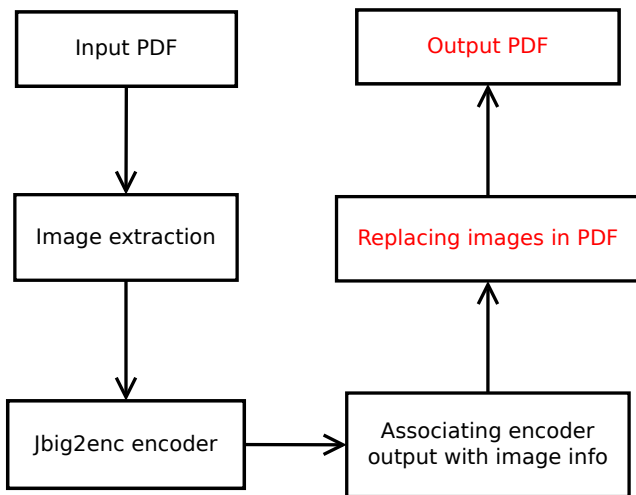 Input PDF
Output PDF
Image extraction
Replacing images in PDF
Jbig2enc encoder
Associating encoder
output with image info